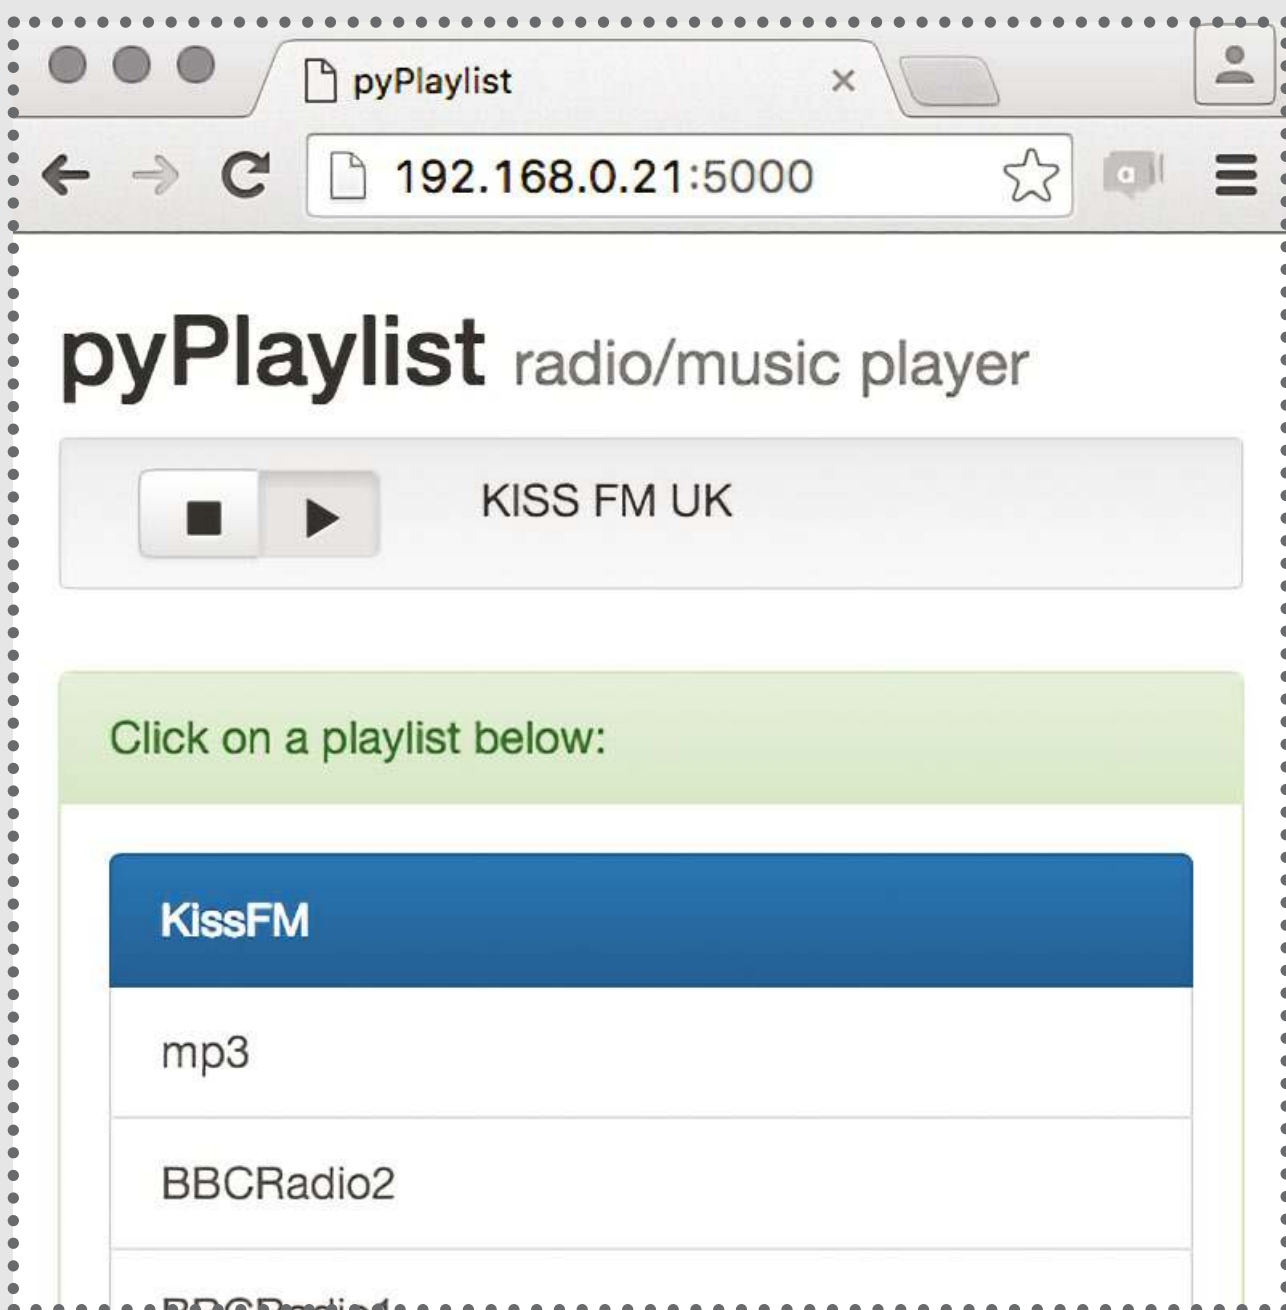 pyPlaylist
192.168.0.21:5000
pyPlaylist radio/music player
KISS FM UK
Click on a playlist below:
KissFM
mp3
BBCRadio2